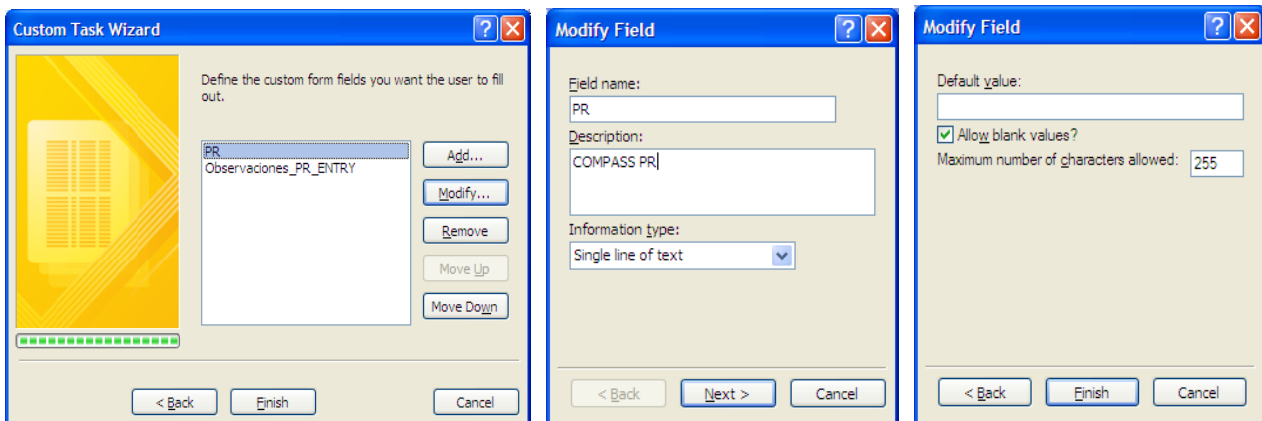 Custom Task Wizard
Define the custom form fields you want the user to fill
out.
PR
Observaciones_PR_ENTRY
Add...
Modify...
Remove
Move Up
Move Down
< Back
Finish
Cancel
Modify Field
Field name:
PR
Description:
COMPASS PR
Information type:
Single line of text
< Back
Next >
Cancel
Modify Field
Default value:
Allow blank values?
Maximum number of characters allowed: 255
< Back
Finish
Cancel